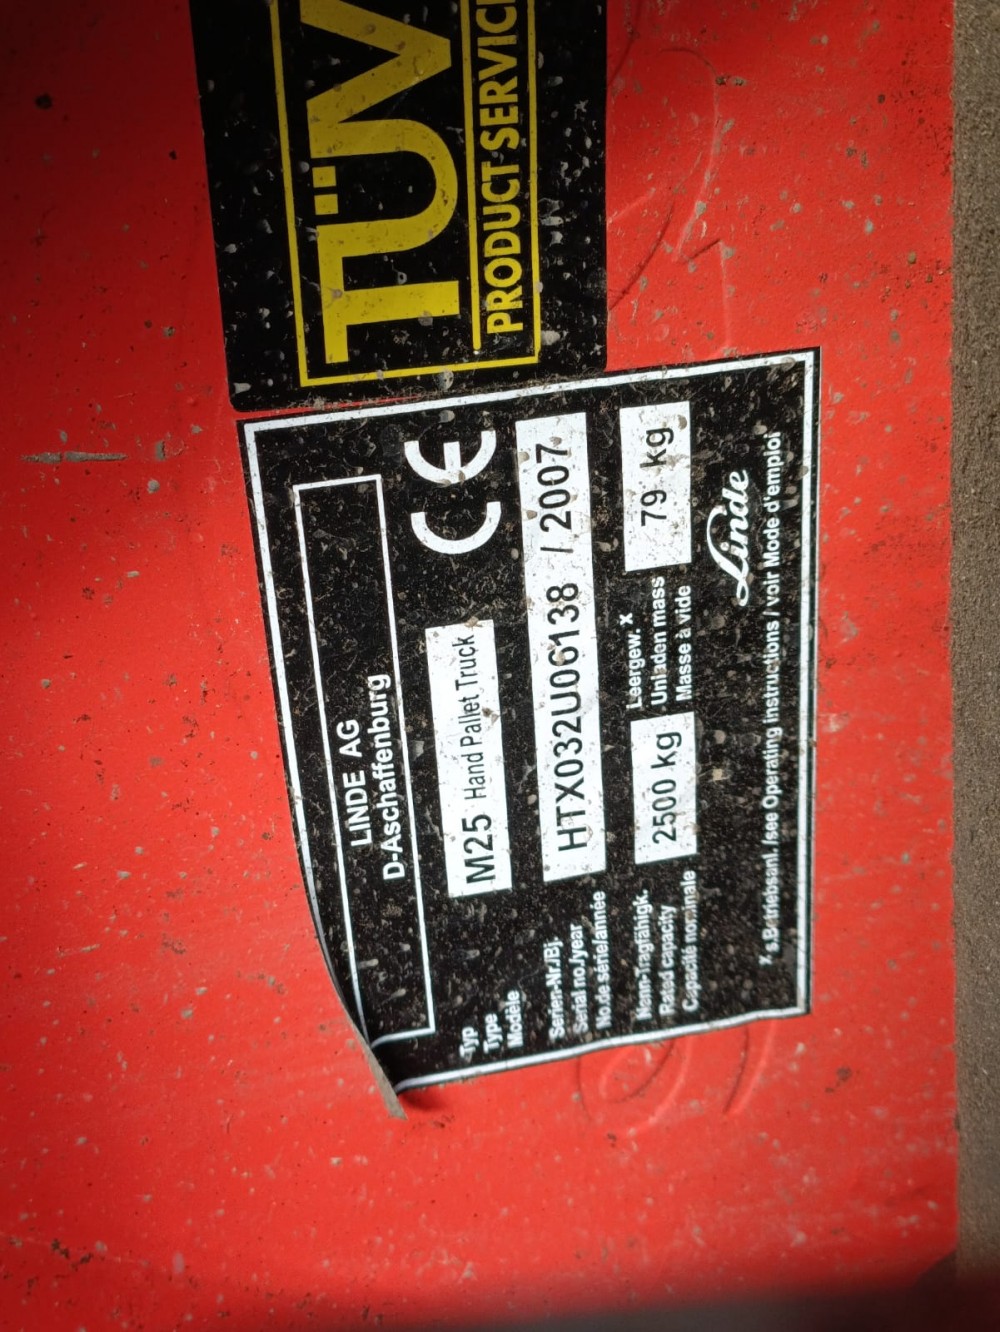 TÜV
PRODUCT SERVICE
LINDE AG
D-Aschaffenburg
CE
Typ
Type
Modèle
M25 Hand Pallet Truck
Serien-Nr./Bj.
Serial no./year
No.de série/année
HTX032U06138 / 2007
Nenn-Tragfähigk.
Rated capacity
Capacité nominale
2500 kg
Leergew. x
Unladen mass
Masse à vide
79 kg
Linde
x s.Betriebsanl./see Operating instructions / voir Mode d'emploi